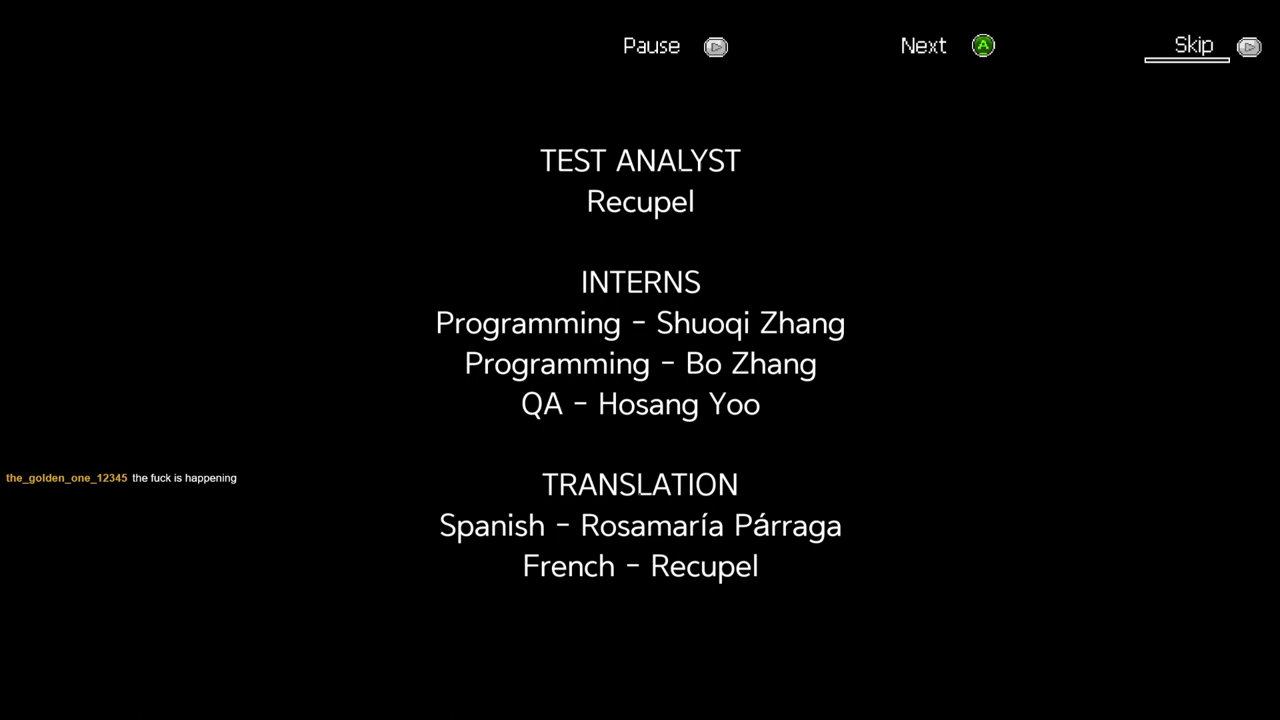 Pause
Next
A
Skip
TEST ANALYST
Recupel
INTERNS
Programming - Shuoqi Zhang
Programming - Bo Zhang
QA - Hosang Yoo
the_golden_one_12345 the fuck is happening
TRANSLATION
Spanish - Rosamaría Párraga
French - Recupel